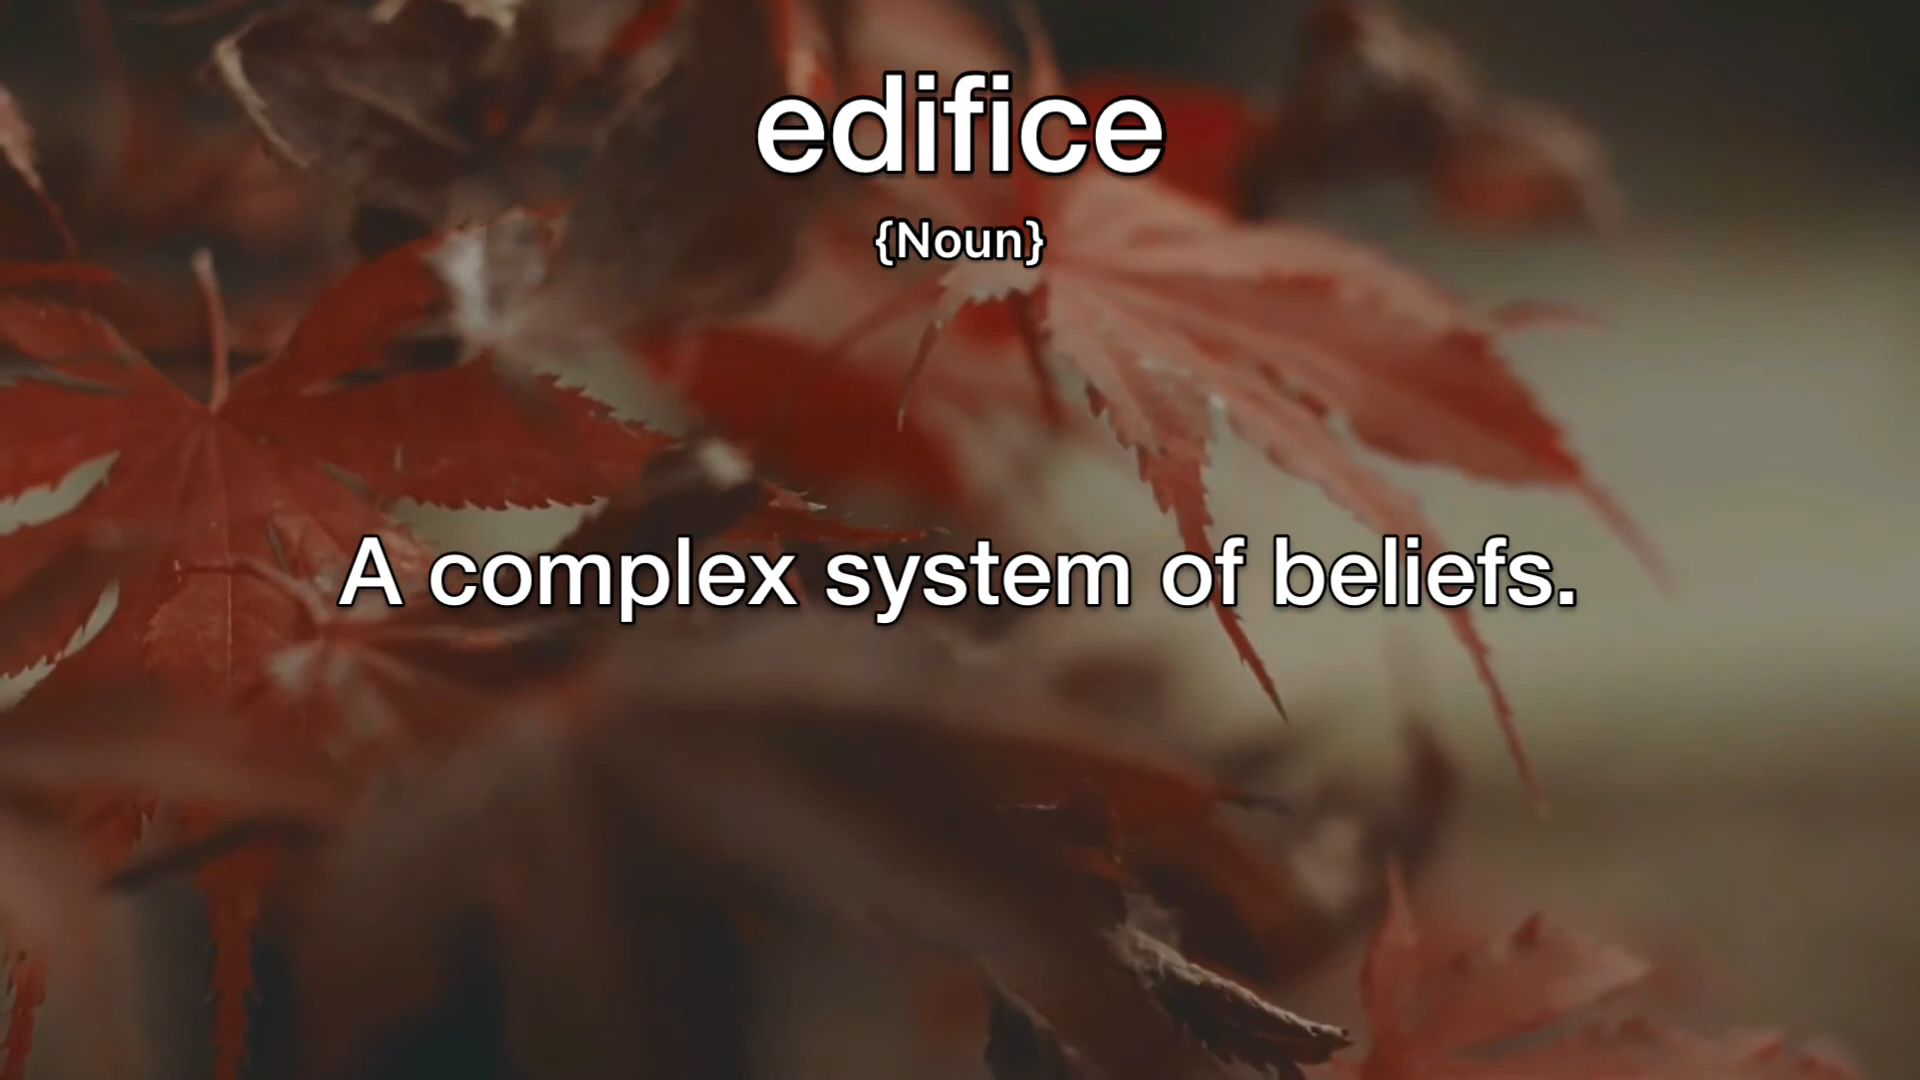 edifice
{Noun}
A complex system of beliefs.